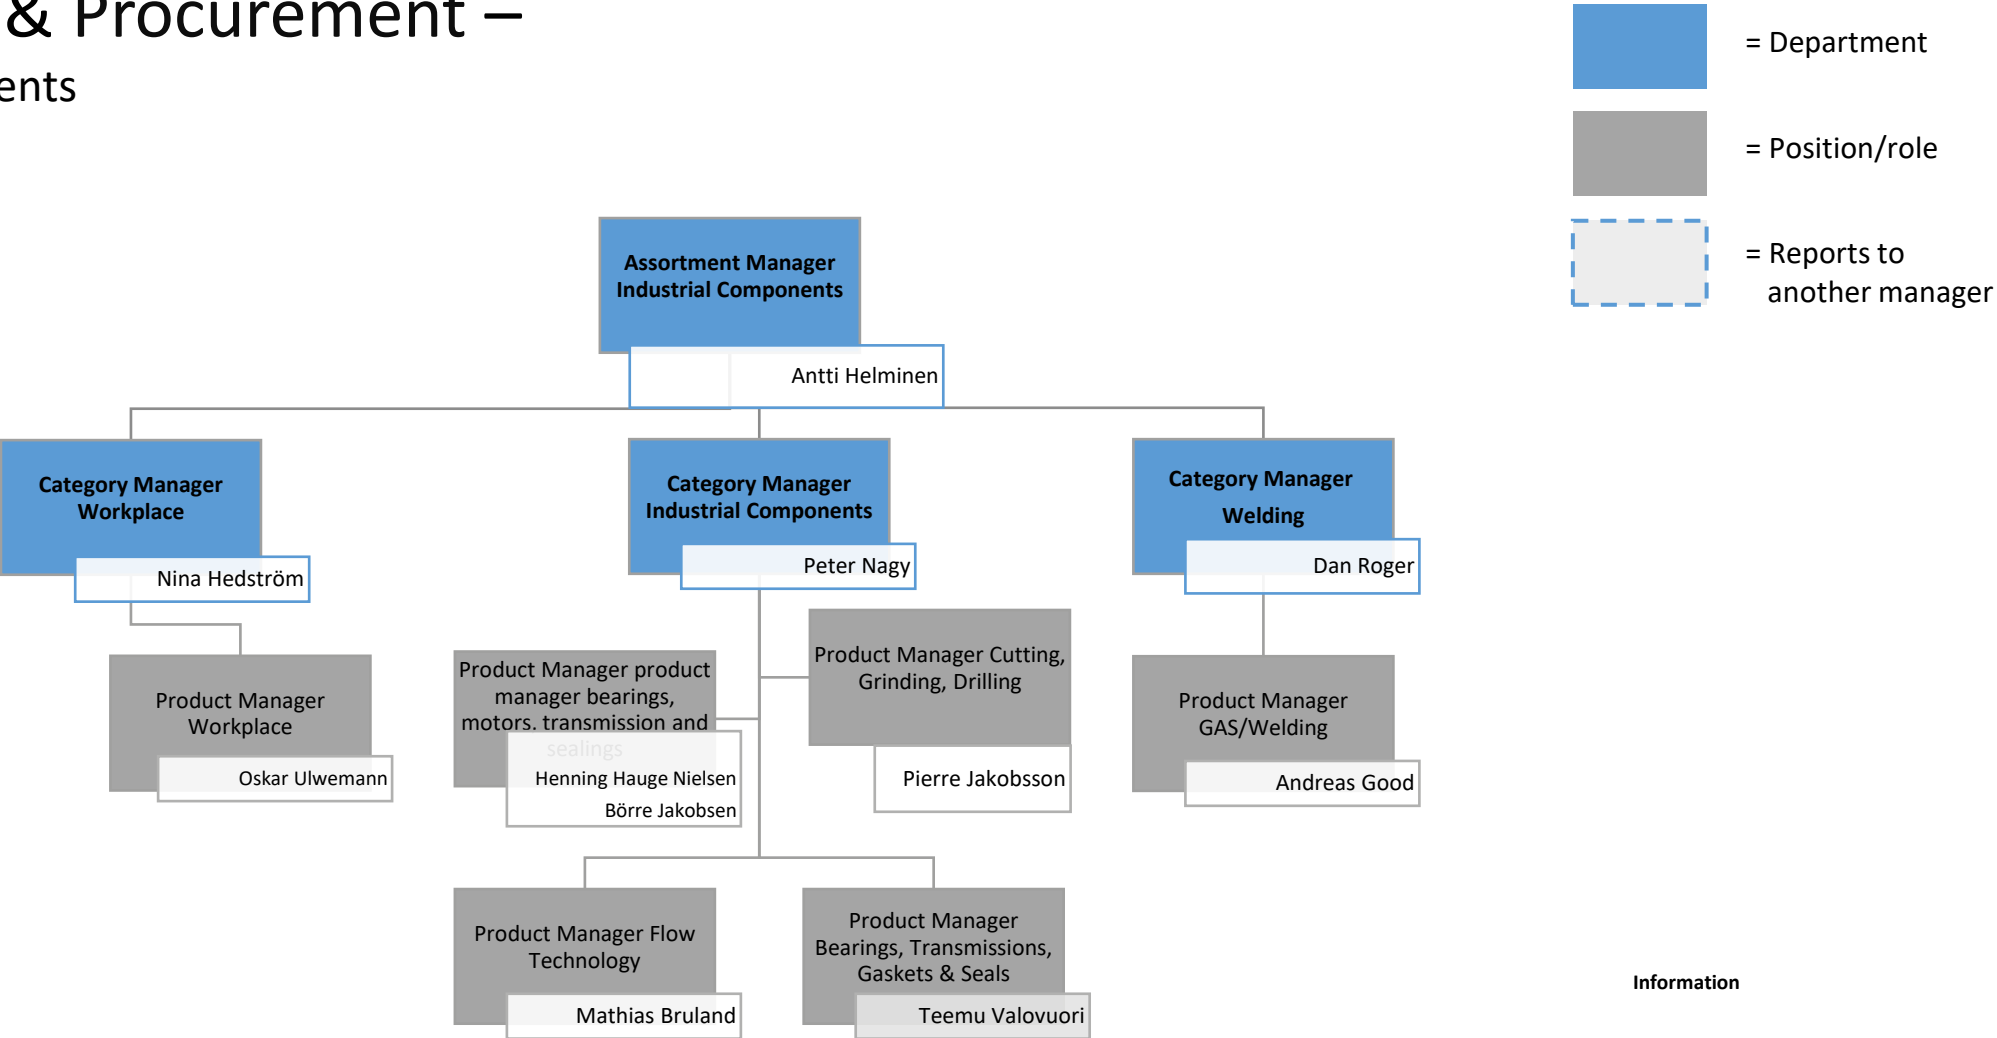 & Procurement –
ents
= Department
= Position/role
= Reports to
another manager
Assortment Manager
Industrial Components
Antti Helminen
Category Manager
Workplace
Nina Hedström
Category Manager
Industrial Components
Peter Nagy
Category Manager
Welding
Dan Roger
Product Manager
Workplace
Oskar Ulwemann
Product Manager product
manager bearings,
motors. transmission and
sealings
Henning Hauge Nielsen
Börre Jakobsen
Product Manager Cutting,
Grinding, Drilling
Pierre Jakobsson
Product Manager
GAS/Welding
Andreas Good
Product Manager Flow
Technology
Mathias Bruland
Product Manager
Bearings, Transmissions,
Gaskets & Seals
Teemu Valovuori
Information